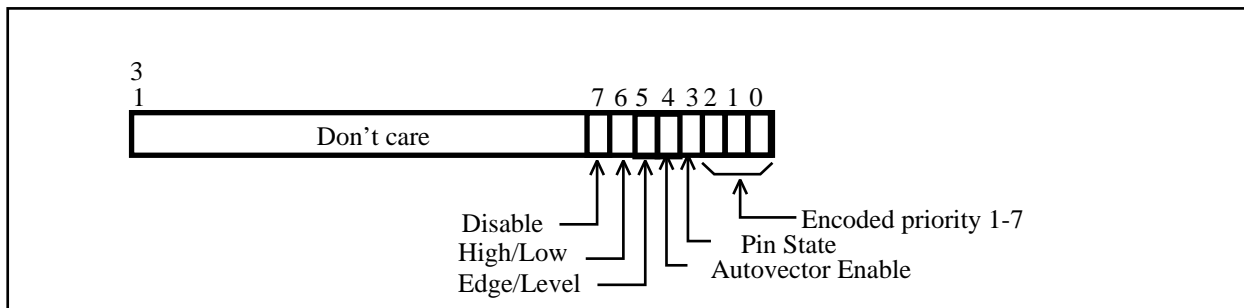 3
1 7 6 5 4 3 2 1 0
Don't care
Disable Encoded priority 1-7
High/Low Pin State
Edge/Level Autovector Enable